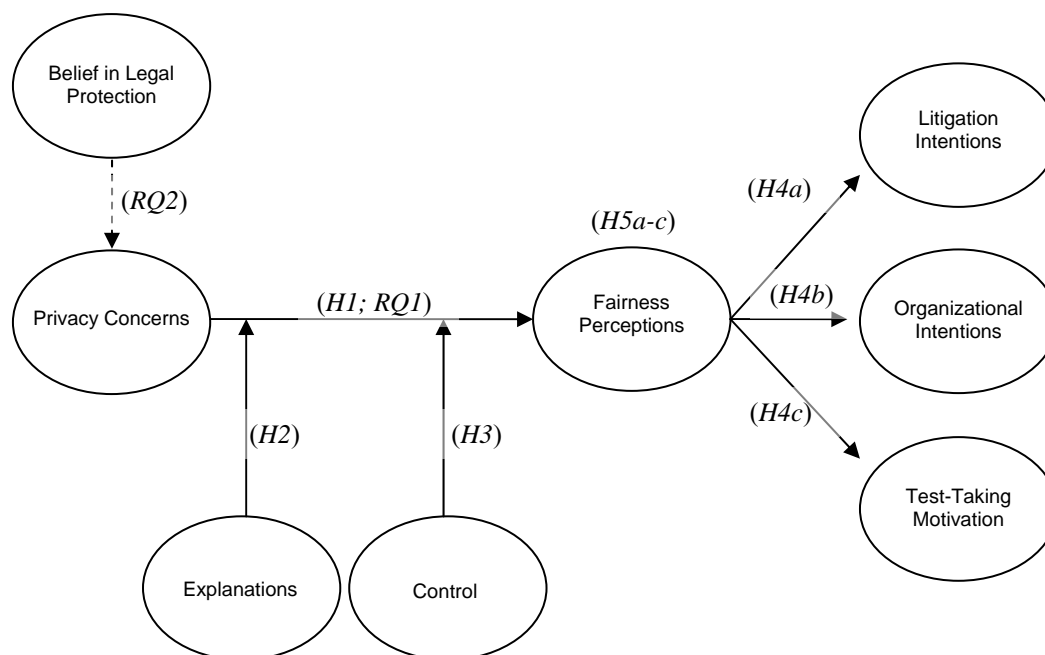 Belief in Legal
Protection
(RQ2)
Privacy Concerns
(H1; RQ1)
(H2)
(H3)
Explanations
Control
(H5a-c)
Fairness
Perceptions
(H4a)
(H4b)
(H4c)
Litigation
Intentions
Organizational
Intentions
Test-Taking
Motivation